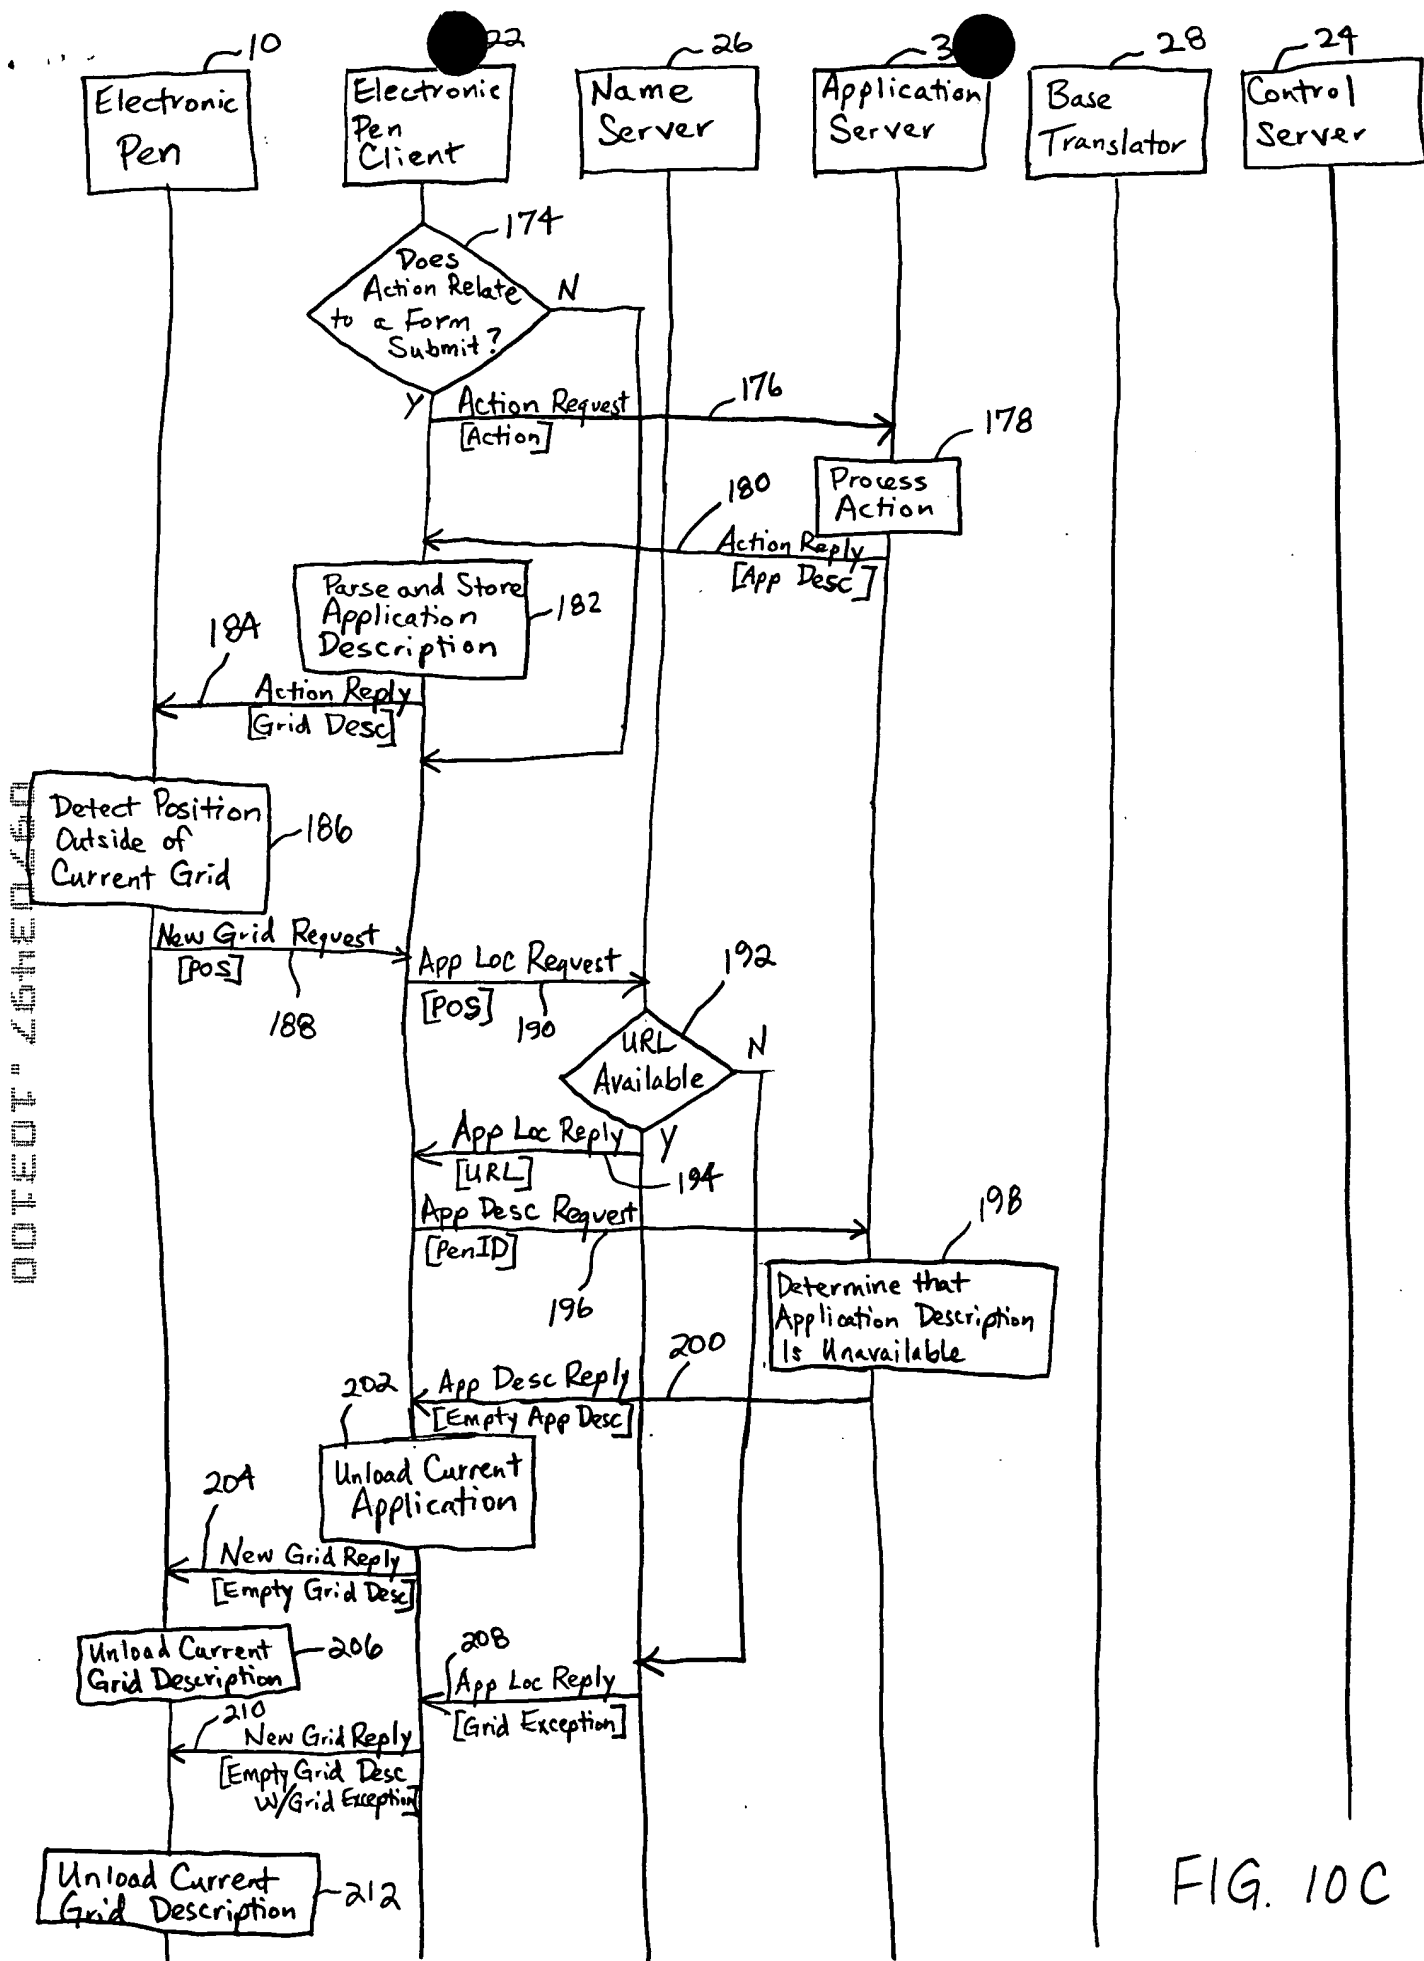 10
22
26
3
28
24
Electronic
Pen
Electronic
Pen
Client
Name
Server
Application
Server
Base
Translator
Control
Server
174
Does
Action Relate
to a Form
Submit?
N
Y
Action Request
[Action]
176
178
Process
Action
180
Action Reply
[App Desc]
Parse and Store
Application
Description
182
184
Action Reply
[Grid Desc]
Detect Position
Outside of
Current Grid
186
New Grid Request
[POS]
188
App Loc Request
[POS]
190
192
URL
Available
N
Y
App Loc Reply
[URL]
194
App Desc Request
[PenID]
196
198
Determine that
Application Description
Is Unavailable
200
App Desc Reply
[Empty App Desc]
202
Unload Current
Application
204
New Grid Reply
[Empty Grid Desc]
Unload Current
Grid Description
206
208
App Loc Reply
[Grid Exception]
210
New Grid Reply
[Empty Grid Desc
W/Grid Exception]
Unload Current
Grid Description
212
FIG. 10C